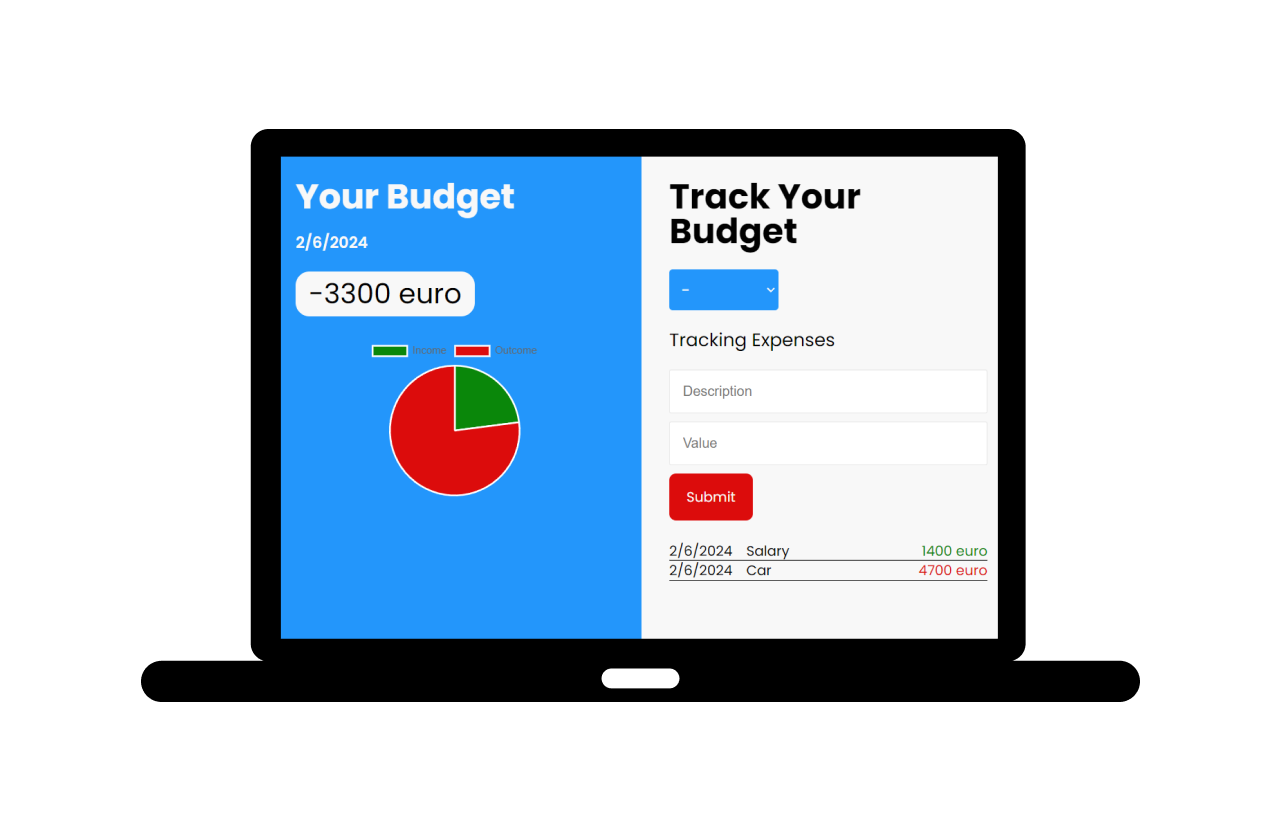 Your Budget
2/6/2024
-3300 euro
Income Outcome
Track Your
Budget
-
Tracking Expenses
Description
Value
Submit
2/6/2024 Salary 1400 euro
2/6/2024 Car 4700 euro